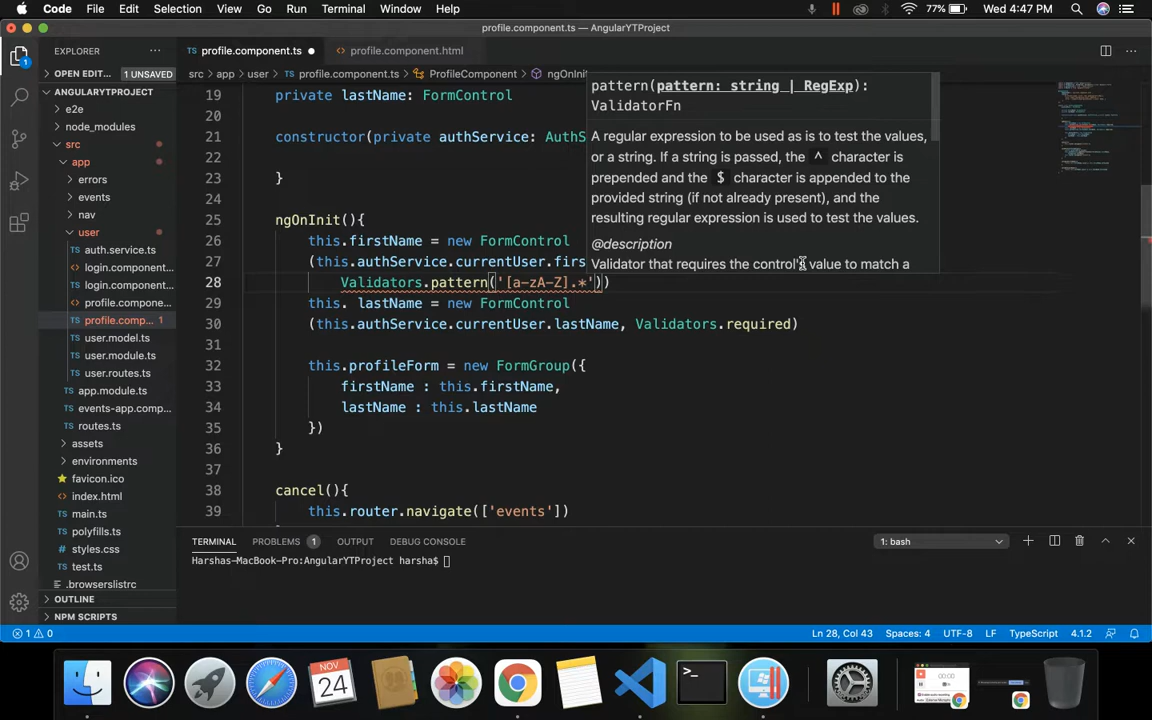 Code File Edit Selection View Go Run Terminal Window Help 77% Wed 4:47 PM
profile.component.ts — AngularYTProject
EXPLORER
profile.component.ts
profile.component.html
OPEN EDIT... 1 UNSAVED
src > app > user > profile.component.ts > ProfileComponent > ngOnInit
ANGULARYTPROJECT
e2e
node_modules
src
app
errors
events
nav
user
auth.service.ts
login.component....
login.component....
profile.compone...
profile.comp... 1
user.model.ts
user.module.ts
user.routes.ts
app.module.ts
events-app.comp...
routes.ts
assets
environments
favicon.ico
index.html
main.ts
polyfills.ts
styles.css
test.ts
.browserslistrc
OUTLINE
NPM SCRIPTS
19 private lastName: FormControl
20
21 constructor(private authService: AuthS
22
23 }
24
25 ngOnInit(){
26 this.firstName = new FormControl
27 (this.authService.currentUser.firs
28 Validators.pattern('[a-zA-Z].*'))
29 this. lastName = new FormControl
30 (this.authService.currentUser.lastName, Validators.required)
31
32 this.profileForm = new FormGroup({
33 firstName : this.firstName,
34 lastName : this.lastName
35 })
36 }
37
38 cancel(){
39 this.router.navigate(['events'])
pattern(pattern: string | RegExp):
ValidatorFn
A regular expression to be used as is to test the values,
or a string. If a string is passed, the ^ character is
prepended and the $ character is appended to the
provided string (if not already present), and the
resulting regular expression is used to test the values.
@description
Validator that requires the control's value to match a
TERMINAL PROBLEMS 1 OUTPUT DEBUG CONSOLE 1: bash
Harshas-MacBook-Pro:AngularYTProject harsha$
1 0 Ln 28, Col 43 Spaces: 4 UTF-8 LF TypeScript 4.1.2
NOV
24